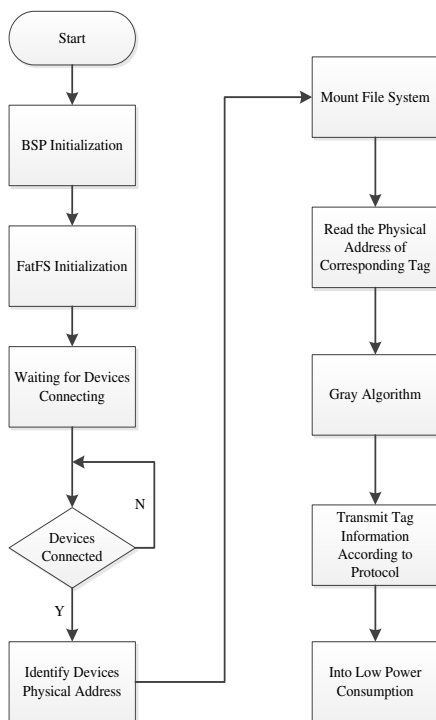 Start
BSP Initialization
FatFS Initialization
Waiting for Devices
Connecting
N
Devices
Connected
Y
Identify Devices
Physical Address
Mount File System
Read the Physical
Address of
Corresponding Tag
Gray Algorithm
Transmit Tag
Information
According to
Protocol
Into Low Power
Consumption